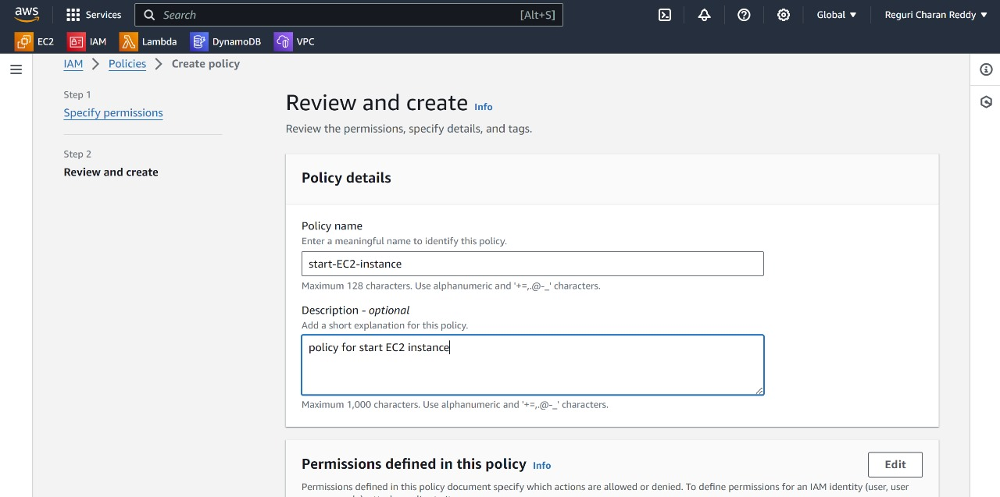 aws
Services
Search
[Alt+S]
Global
Reguri Charan Reddy
EC2
IAM
Lambda
DynamoDB
VPC
IAM > Policies > Create policy
Step 1
Specify permissions
Step 2
Review and create
Review and create Info
Review the permissions, specify details, and tags.
Policy details
Policy name
Enter a meaningful name to identify this policy.
start-EC2-instance
Maximum 128 characters. Use alphanumeric and '+=,.@-_' characters.
Description - optional
Add a short explanation for this policy.
policy for start EC2 instance
Maximum 1,000 characters. Use alphanumeric and '+=,.@-_' characters.
Permissions defined in this policy Info
Edit
Permissions defined in this policy document specify which actions are allowed or denied. To define permissions for an IAM identity (user, user